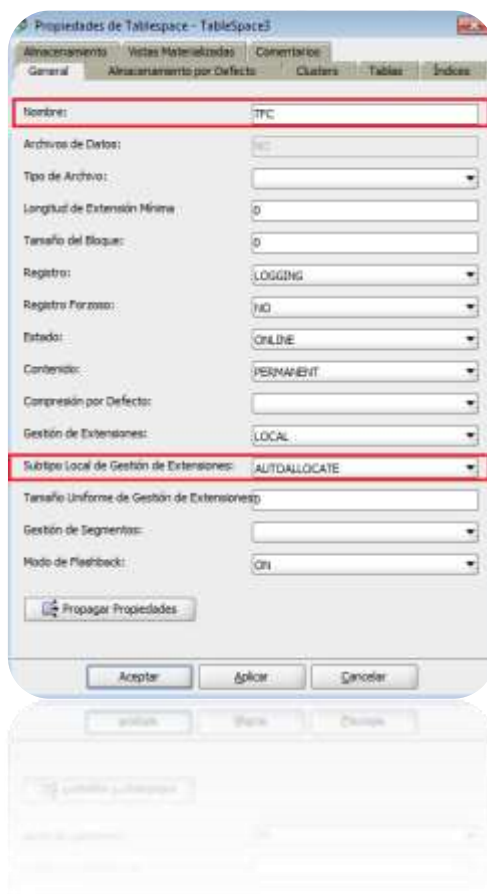 Propiedades de Tablespace - TableSpace3
Almacenamiento Vistas Materializadas Comentarios
General Almacenamiento por Defecto Clusters Tablas Índices
Nombre: TFC
Archivos de Datos:
Tipo de Archivo:
Longitud de Extensión Mínima 0
Tamaño del Bloque: 0
Registro: LOGGING
Registro Forzoso: NO
Estado: ONLINE
Contenido: PERMANENT
Compresión por Defecto:
Gestión de Extensiones: LOCAL
Subtipo Local de Gestión de Extensiones: AUTOALLOCATE
Tamaño Uniforme de Gestión de Extensiones:
Gestión de Segmentos:
Modo de Flashback: ON
Propagar Propiedades
Aceptar Aplicar Cancelar